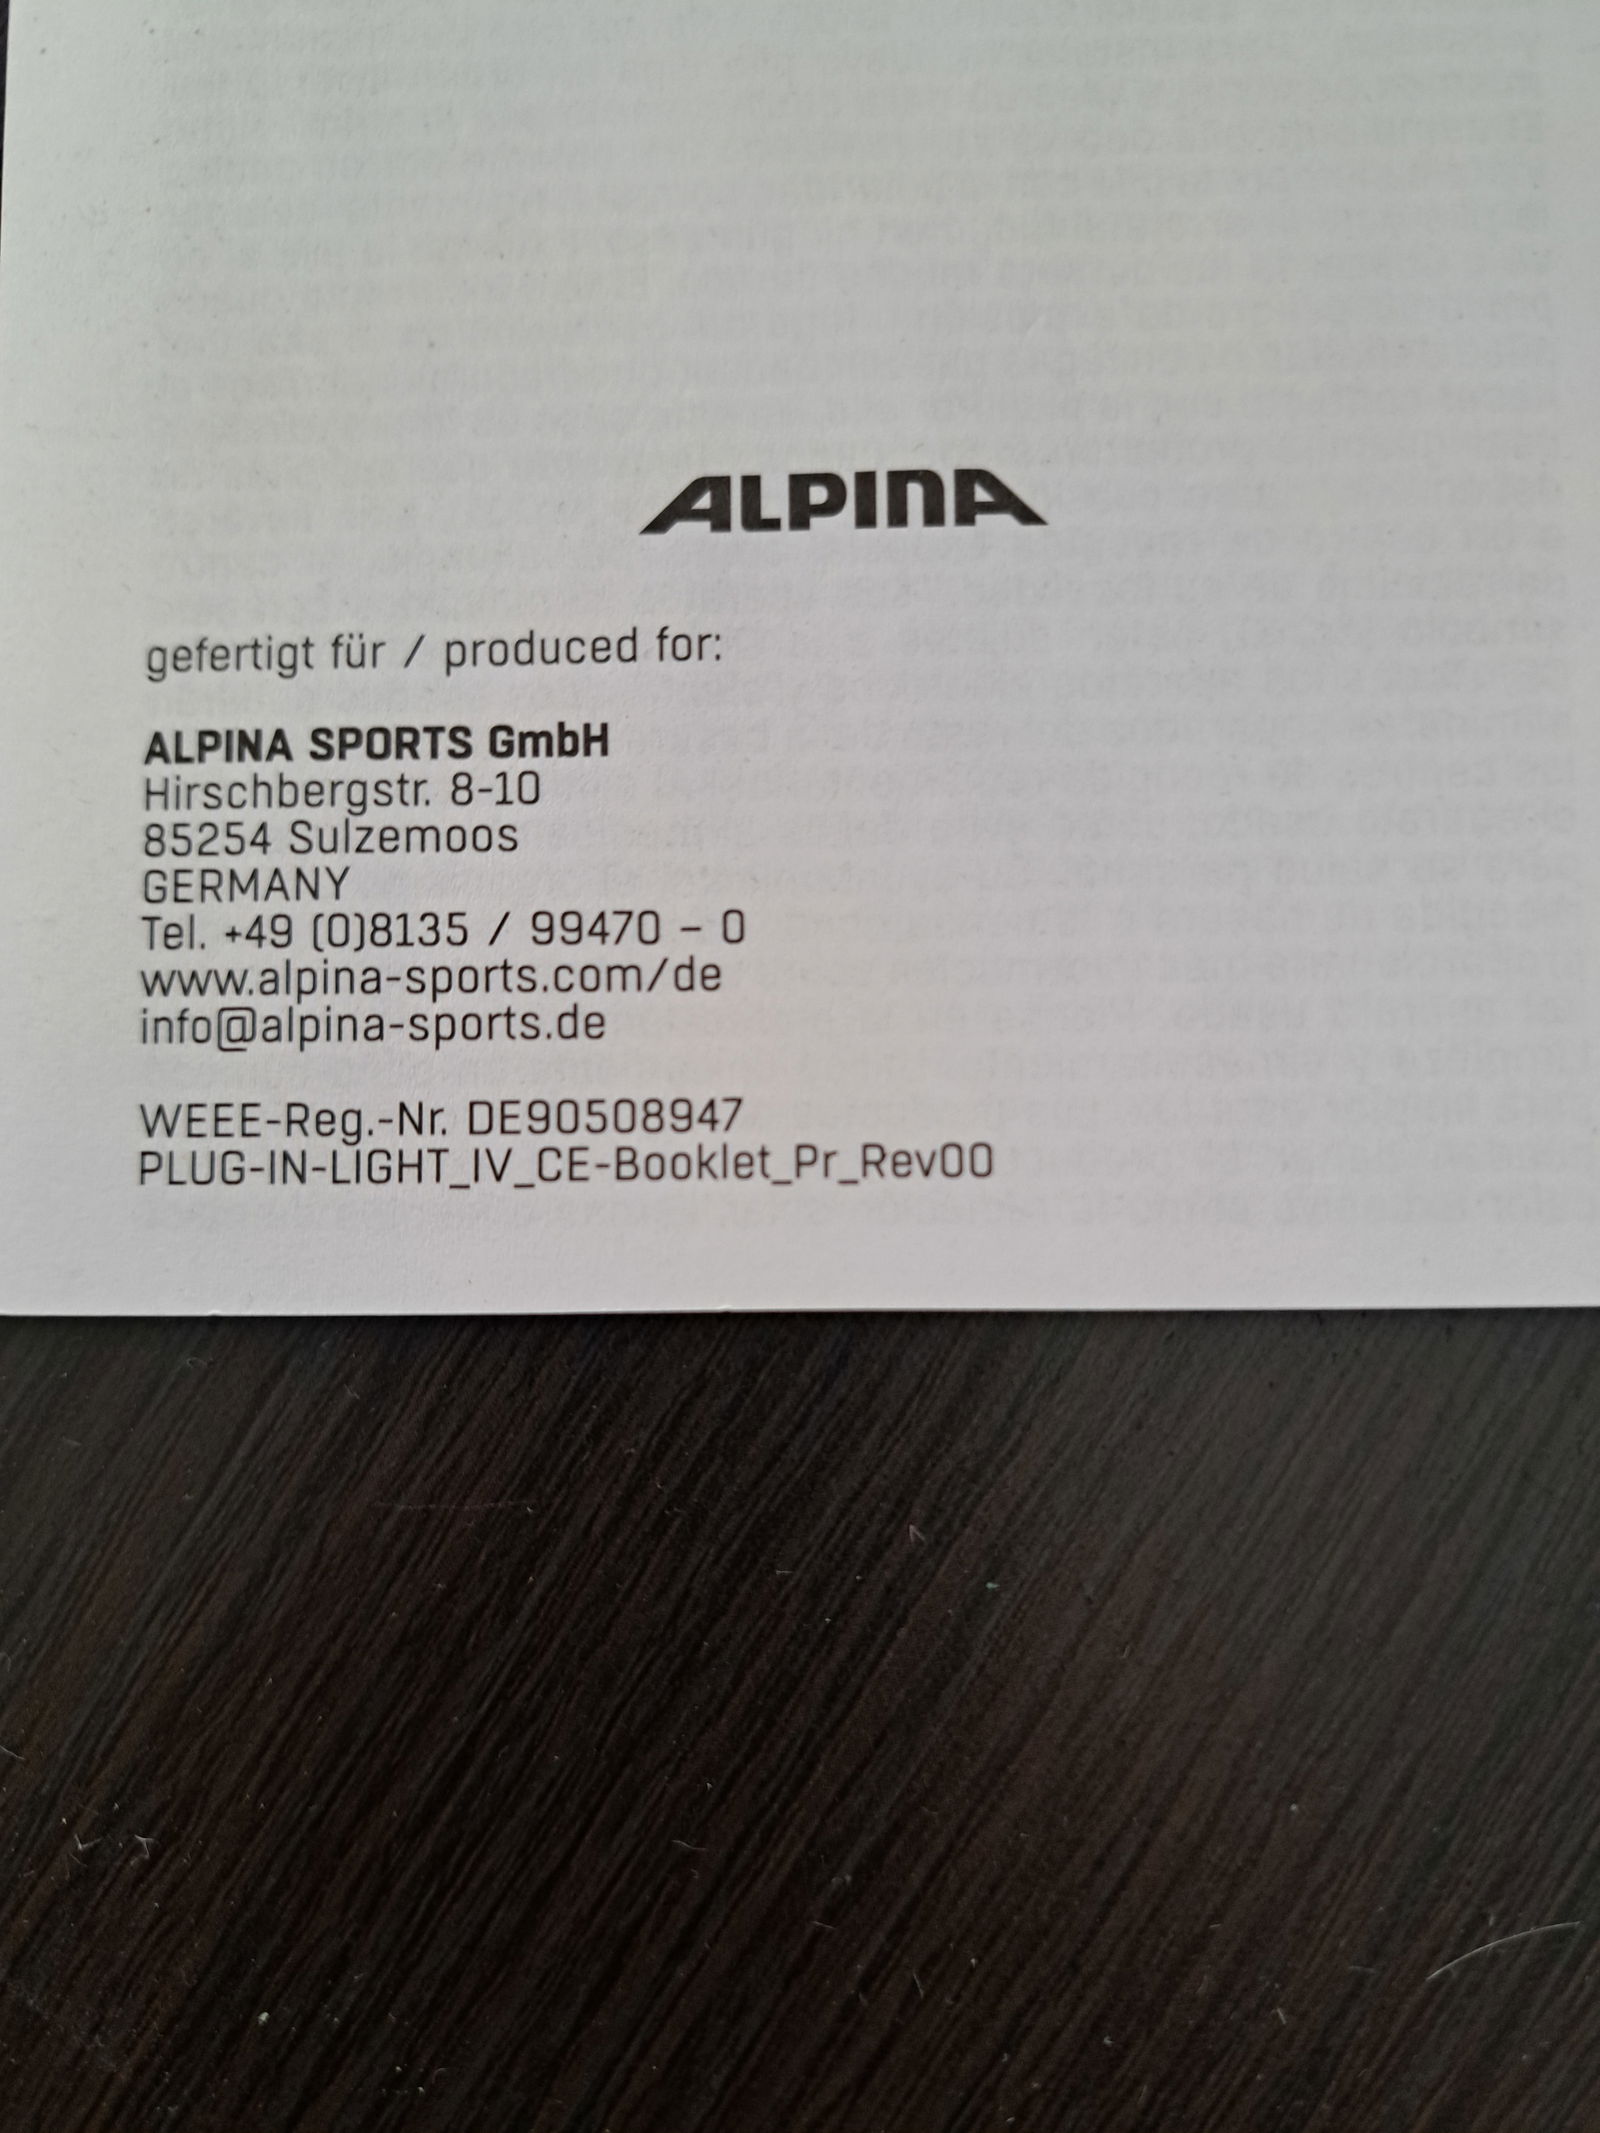 ALPINA
gefertigt für / produced for:
ALPINA SPORTS GmbH
Hirschbergstr. 8-10
85254 Sulzemoos
GERMANY
Tel. +49 (0)8135 / 99470 – 0
www.alpina-sports.com/de
info@alpina-sports.de
WEEE-Reg.-Nr. DE90508947
PLUG-IN-LIGHT_IV_CE-Booklet_Pr_Rev00